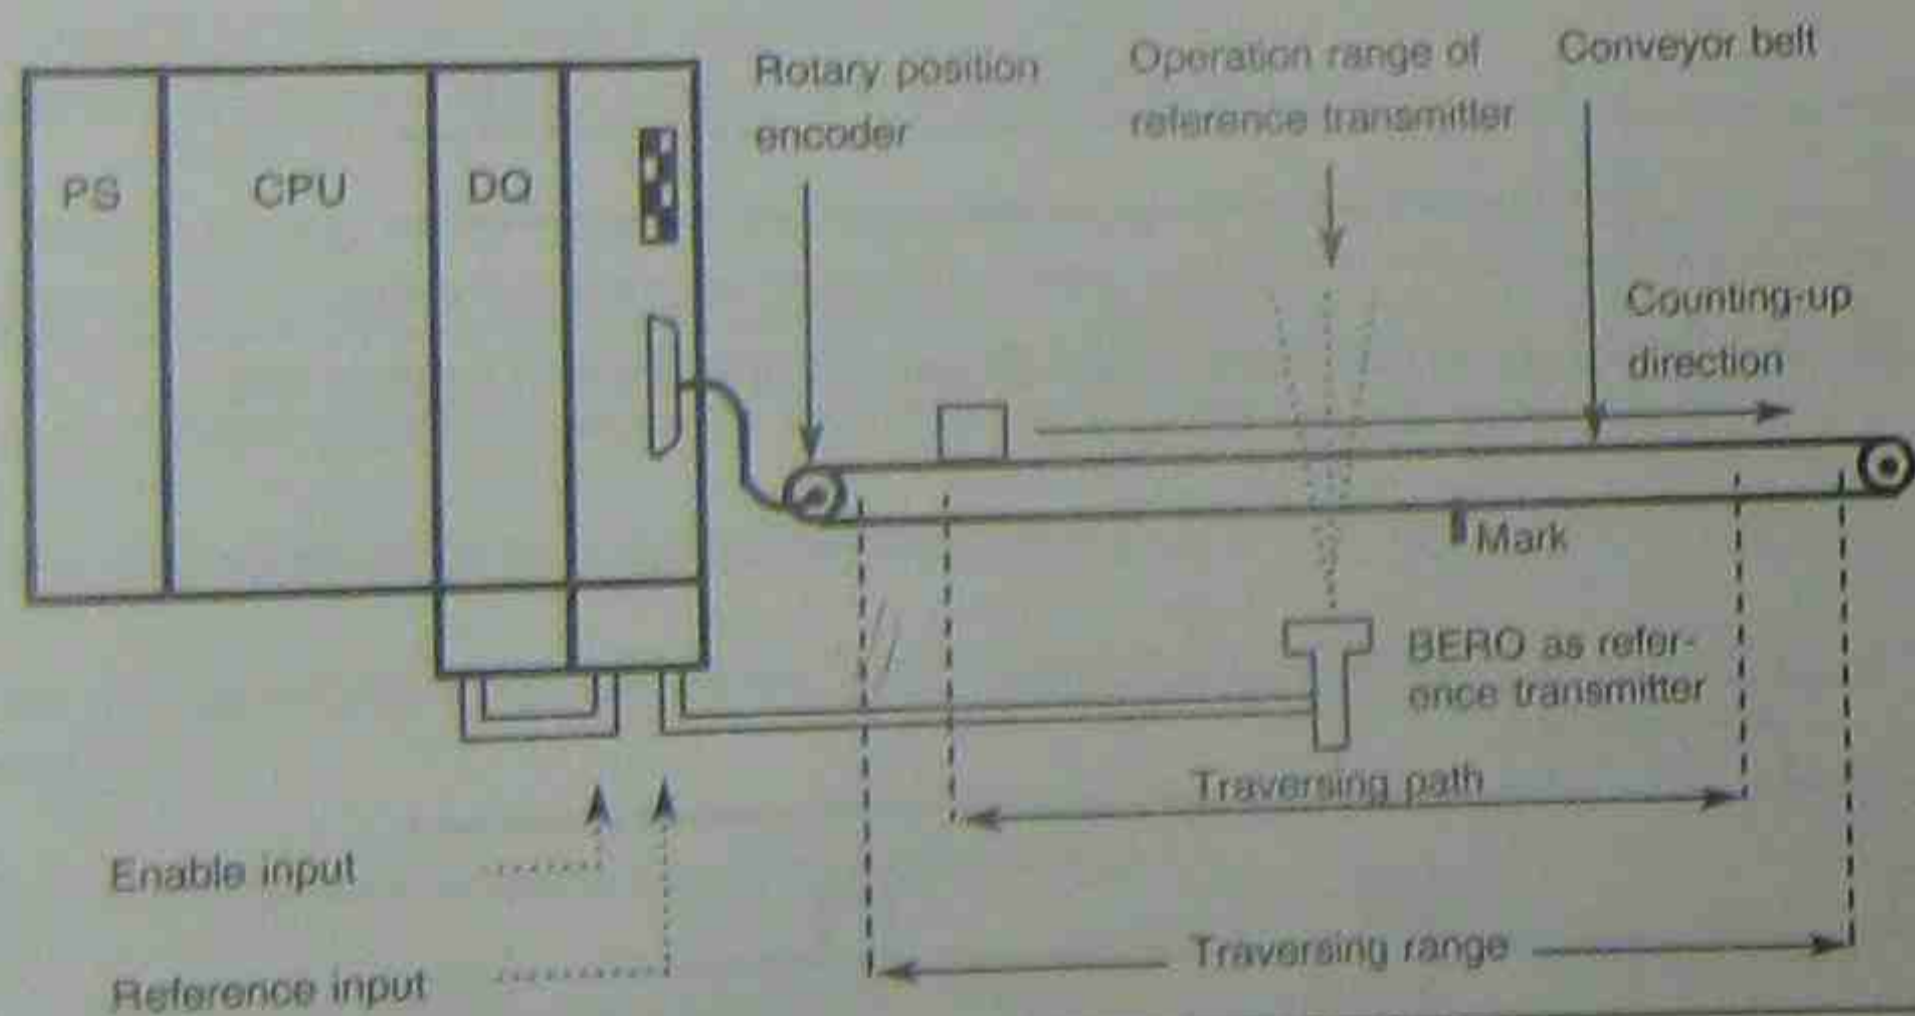 Rotary position
encoder
Operation range of
reference transmitter
Conveyor belt
PS
CPU
DQ
Counting-up
direction
Mark
BERO as refer-
ence transmitter
Traversing path
Enable input
Traversing range
Reference input